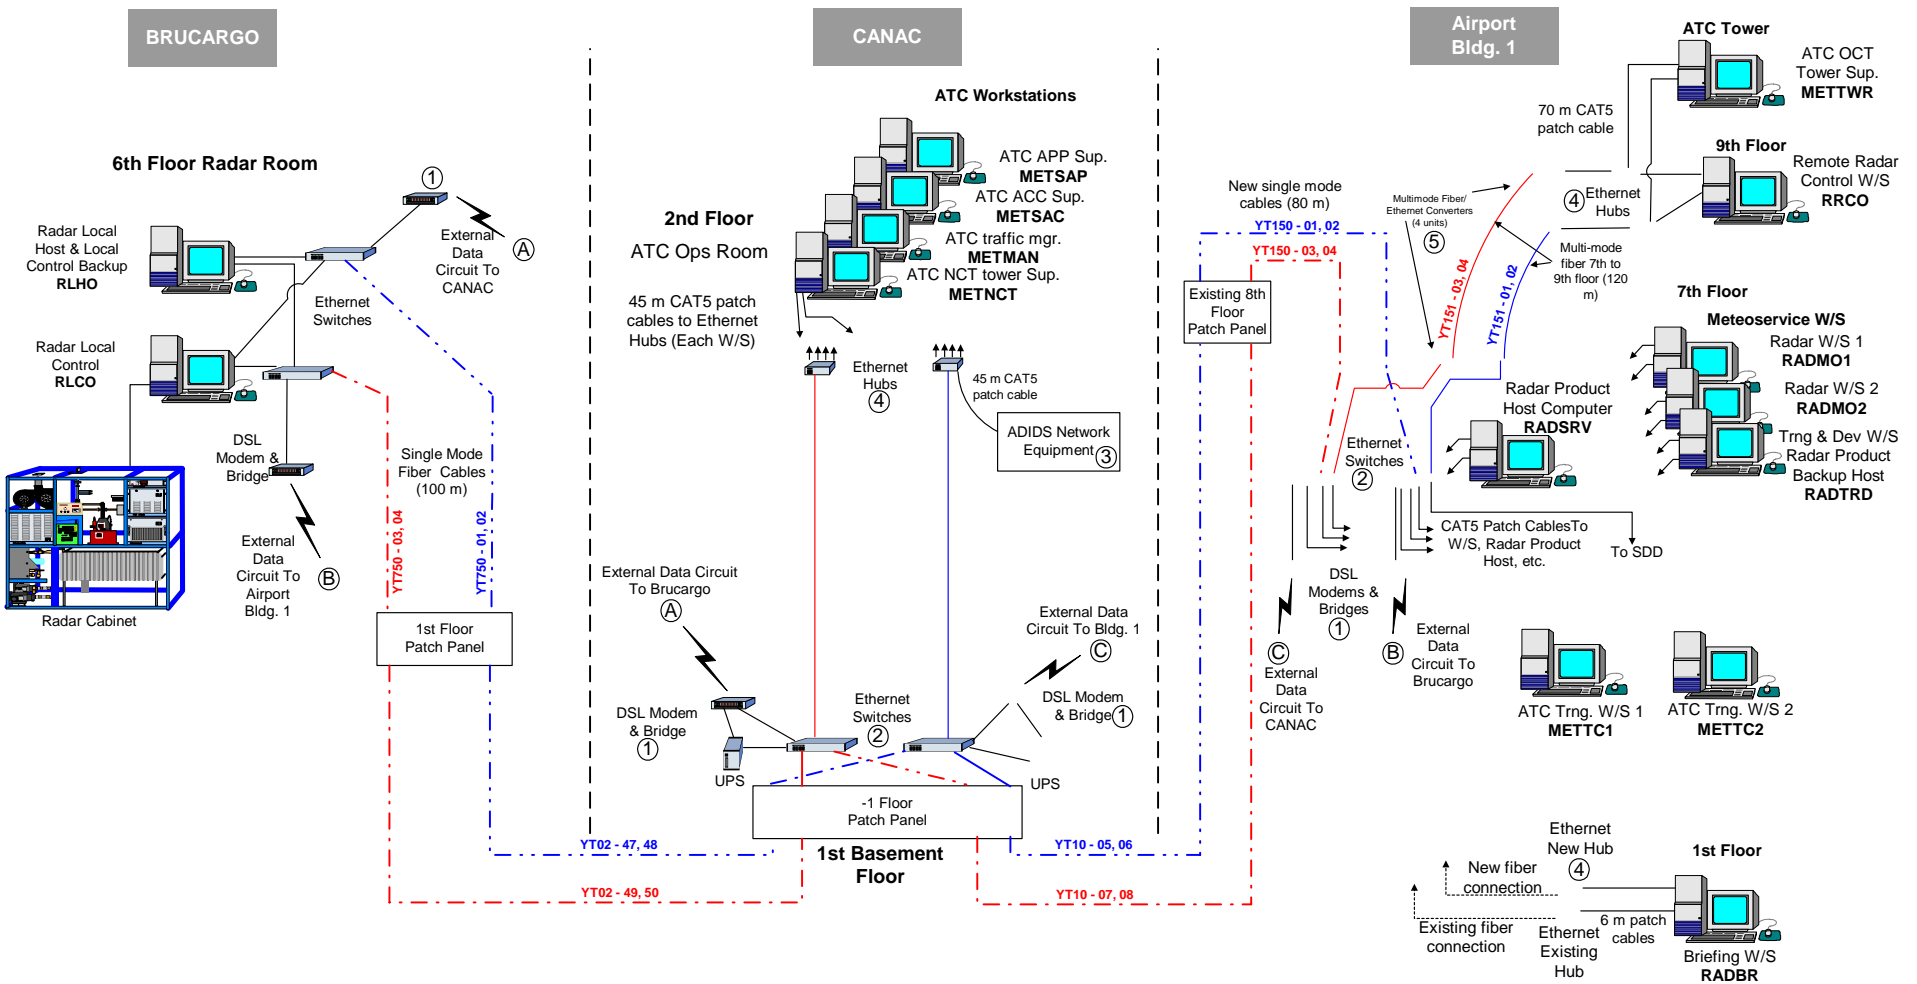 BRUCARGO
6th Floor Radar Room
1
External
Data
Circuit To
CANAC
A
Radar Local
Host & Local
Control Backup
RLHO
Ethernet
Switches
Radar Local
Control
RLCO
DSL
Modem &
Bridge
Single Mode
Fiber Cables
(100 m)
External
Data
Circuit To
Airport
Bldg. 1
B
YT750 - 03, 04
YT750 - 01, 02
Radar Cabinet
1st Floor
Patch Panel
YT02 - 47, 48
YT02 - 49, 50
CANAC
ATC Workstations
2nd Floor
ATC Ops Room
ATC APP Sup.
METSAP
ATC ACC Sup.
METSAC
ATC traffic mgr.
METMAN
ATC NCT tower Sup.
METNCT
45 m CAT5 patch
cables to Ethernet
Hubs (Each W/S)
Ethernet
Hubs
4
45 m CAT5
patch cable
ADIDS Network
Equipment
3
External Data Circuit
To Brucargo
A
External Data
Circuit To Bldg. 1
C
DSL Modem
& Bridge
1
Ethernet
Switches
2
DSL Modem
& Bridge
1
UPS
UPS
-1 Floor
Patch Panel
1st Basement
Floor
YT10 - 05, 06
YT10 - 07, 08
Airport
Bldg. 1
ATC Tower
ATC OCT
Tower Sup.
METTWR
70 m CAT5
patch cable
9th Floor
Remote Radar
Control W/S
RRCO
New single mode
cables (80 m)
YT150 - 01, 02
YT150 - 03, 04
Multimode Fiber/
Ethernet Converters
(4 units)
5
4
Ethernet
Hubs
Multi-mode
fiber 7th to
9th floor (120
m)
YT151 - 03, 04
YT151 - 01, 02
Existing 8th
Floor
Patch Panel
7th Floor
Meteoservice W/S
Radar W/S 1
RADMO1
Radar W/S 2
RADMO2
Trng & Dev W/S
Radar Product
Backup Host
RADTRD
Radar Product
Host Computer
RADSRV
Ethernet
Switches
2
CAT5 Patch CablesTo
W/S, Radar Product
Host, etc.
To SDD
DSL
Modems &
Bridges
1
C
External
Data
Circuit To
CANAC
B
External
Data
Circuit To
Brucargo
ATC Trng. W/S 1
METTC1
ATC Trng. W/S 2
METTC2
Ethernet
New Hub
4
1st Floor
New fiber
connection
Existing fiber
connection
Ethernet
Existing
Hub
6 m patch
cables
Briefing W/S
RADBR